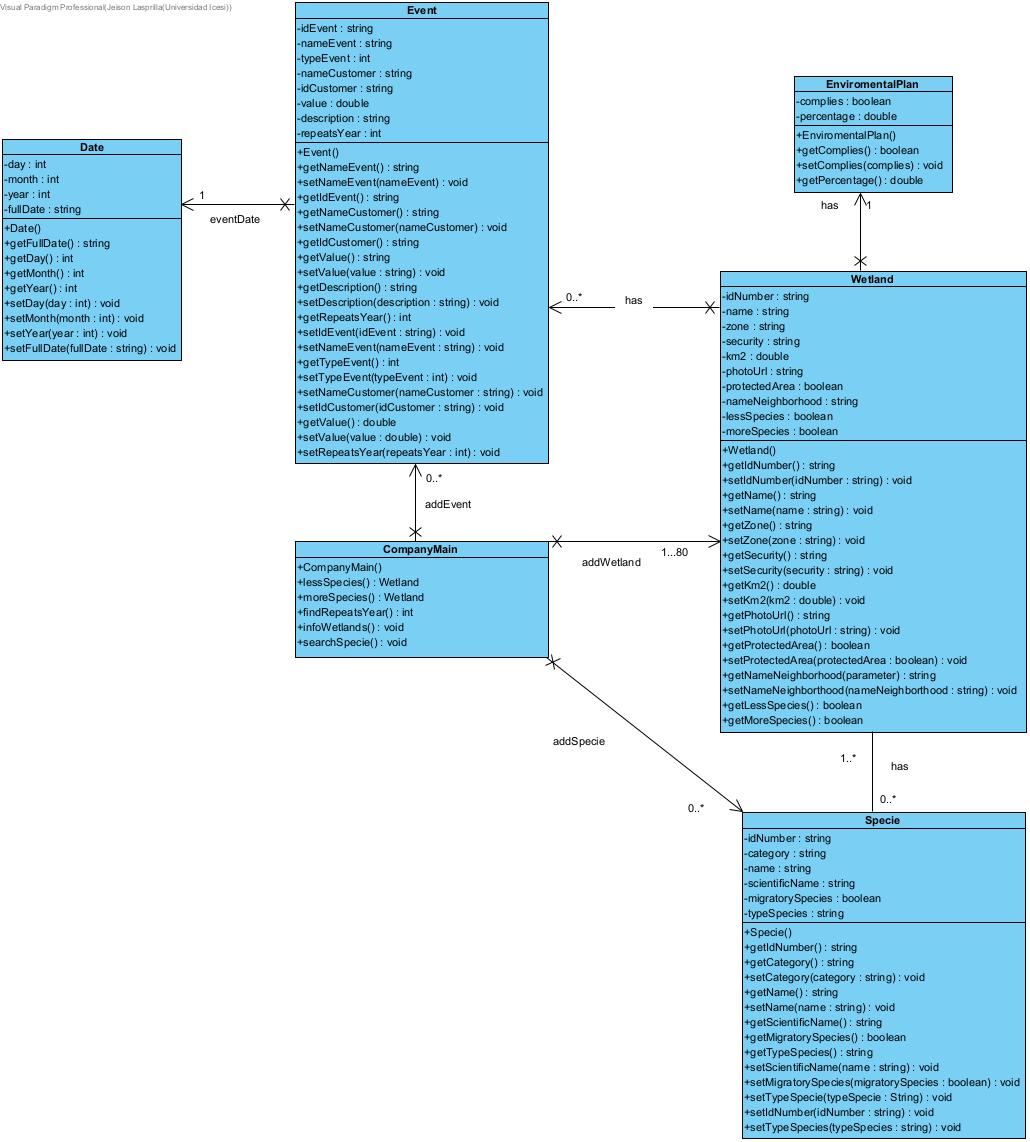 Visual Paradigm Professional(Jeison Lasprilla(Universidad Icesi))
Event
-idEvent : string
-nameEvent : string
-typeEvent : int
-nameCustomer : string
-idCustomer : string
-value : double
-description : string
-repeatsYear : int
+Event()
+getNameEvent() : string
+setNameEvent(nameEvent) : void
+getIdEvent() : string
+getNameCustomer() : string
+setNameCustomer(nameCustomer) : void
+getIdCustomer() : string
+getValue() : string
+setValue(value : string) : void
+getDescription() : string
+setDescription(description : string) : void
+getRepeatsYear() : int
+setIdEvent(idEvent : string) : void
+setNameEvent(nameEvent : string) : void
+getTypeEvent() : int
+setTypeEvent(typeEvent : int) : void
+setNameCustomer(nameCustomer : string) : void
+setIdCustomer(idCustomer : string) : void
+getValue() : double
+setValue(value : double) : void
+setRepeatsYear(repeatsYear : int) : void
EnviromentalPlan
-complies : boolean
-percentage : double
+EnviromentalPlan()
+getComplies() : boolean
+setComplies(complies) : void
+getPercentage() : double
Date
-day : int
-month : int
-year : int
-fullDate : string
+Date()
+getFullDate() : string
+getDay() : int
+getMonth() : int
+getYear() : int
+setDay(day : int) : void
+setMonth(month : int) : void
+setYear(year : int) : void
+setFullDate(fullDate : string) : void
1
eventDate
has
1
0..*
has
Wetland
-idNumber : string
-name : string
-zone : string
-security : string
-km2 : double
-photoUrl : string
-protectedArea : boolean
-nameNeighborhood : string
-lessSpecies : boolean
-moreSpecies : boolean
+Wetland()
+getIdNumber() : string
+setIdNumber(idNumber : string) : void
+getName() : string
+setName(name : string) : void
+getZone() : string
+setZone(zone : string) : void
+getSecurity() : string
+setSecurity(security : string) : void
+getKm2() : double
+setKm2(km2 : double) : void
+getPhotoUrl() : string
+setPhotoUrl(photoUrl : string) : void
+getProtectedArea() : boolean
+setProtectedArea(protectedArea : boolean) : void
+getNameNeighborhood(parameter) : string
+setNameNeighborthood(nameNeighborthood : string) : void
+getLessSpecies() : boolean
+getMoreSpecies() : boolean
0..*
addEvent
CompanyMain
+CompanyMain()
+lessSpecies() : Wetland
+moreSpecies() : Wetland
+findRepeatsYear() : int
+infoWetlands() : void
+searchSpecie() : void
1...80
addWetland
addSpecie
0..*
1..*
has
0..*
Specie
-idNumber : string
-category : string
-name : string
-scientificName : string
-migratorySpecies : boolean
-typeSpecies : string
+Specie()
+getIdNumber() : string
+getCategory() : string
+setCategory(category : string) : void
+getName() : string
+setName(name : string) : void
+getScientificName() : string
+getMigratorySpecies() : boolean
+getTypeSpecies() : string
+setScientificName(name : string) : void
+setMigratorySpecies(migratorySpecies : boolean) : void
+setTypeSpecie(typeSpecie : String) : void
+setIdNumber(idNumber : string) : void
+setTypeSpecies(typeSpecies : string) : void